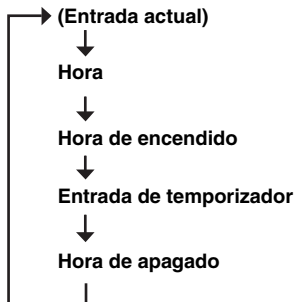 (Entrada actual)
Hora
Hora de encendido
Entrada de temporizador
Hora de apagado